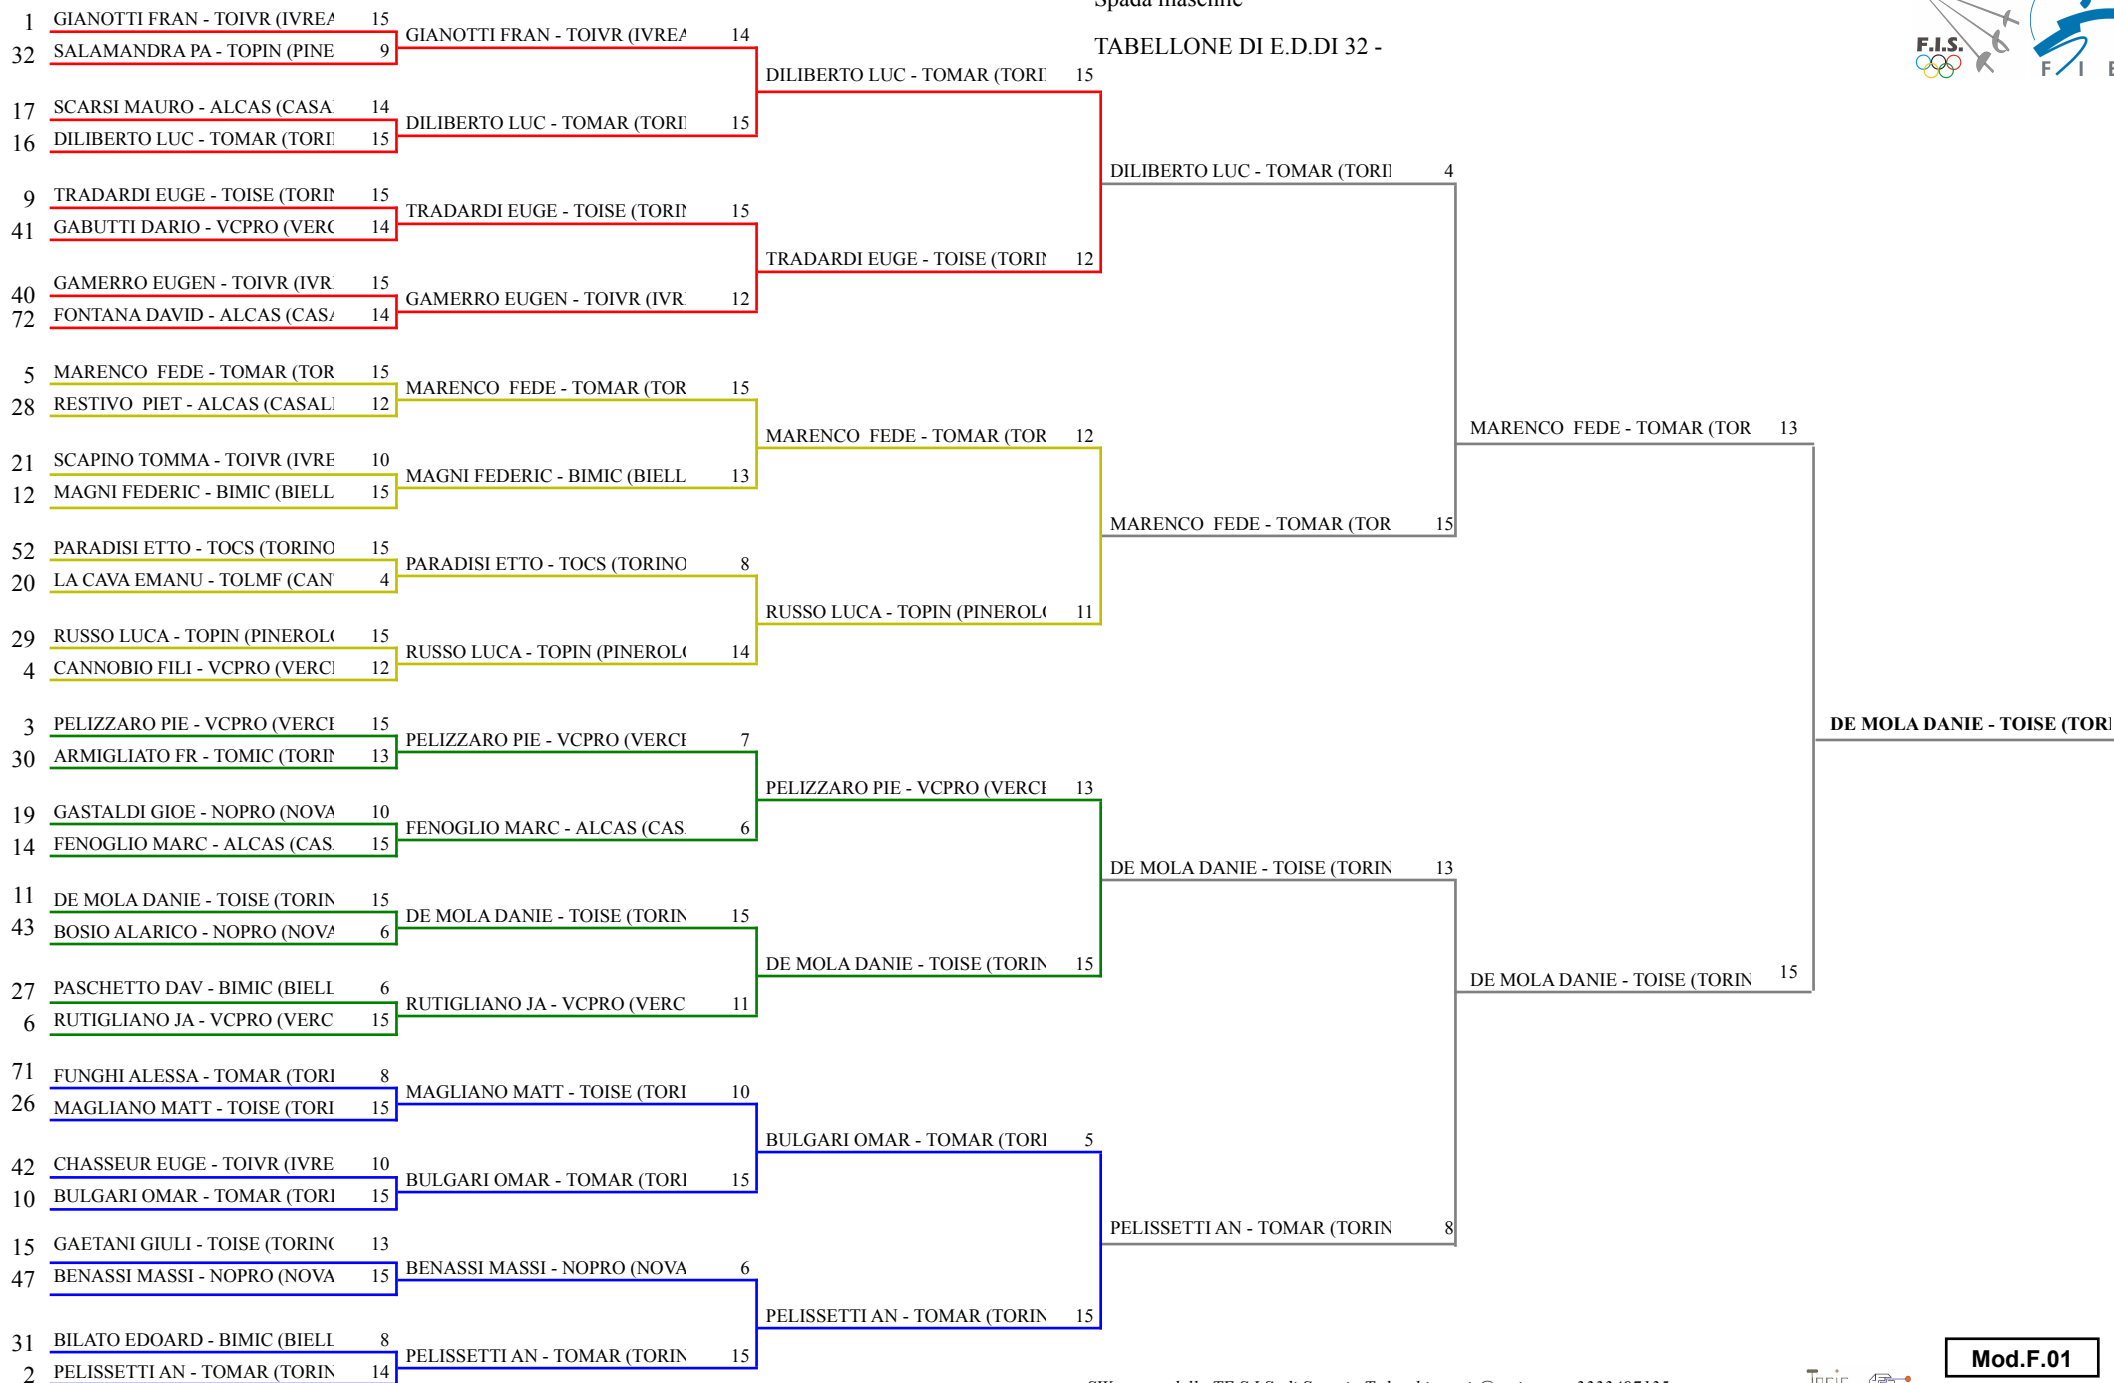 Spada maschile
TABELLONE DI E.D.DI 32 -
F.I.S.
F I E
1 GIANOTTI FRAN - TOIVR (IVREA 15
32 SALAMANDRA PA - TOPIN (PINE 9
17 SCARSI MAURO - ALCAS (CASA 14
16 DILIBERTO LUC - TOMAR (TORI 15
9 TRADARDI EUGE - TOISE (TORIN 15
41 GABUTTI DARIO - VCPRO (VERC 14
40 GAMERRO EUGEN - TOIVR (IVR 15
72 FONTANA DAVID - ALCAS (CASA 14
5 MARENCO  FEDE - TOMAR (TOR 15
28 RESTIVO  PIET - ALCAS (CASAL 12
21 SCAPINO TOMMA - TOIVR (IVRE 10
12 MAGNI FEDERIC - BIMIC (BIELL 15
52 PARADISI ETTO - TOCS (TORINO 15
20 LA CAVA EMANU - TOLMF (CAN 4
29 RUSSO LUCA - TOPIN (PINEROLO 15
4 CANNOBIO FILI - VCPRO (VERC 12
3 PELIZZARO PIE - VCPRO (VERCE 15
30 ARMIGLIATO FR - TOMIC (TORIN 13
19 GASTALDI GIOE - NOPRO (NOVA 10
14 FENOGLIO MARC - ALCAS (CAS 15
11 DE MOLA DANIE - TOISE (TORIN 15
43 BOSIO ALARICO - NOPRO (NOVA 6
27 PASCHETTO DAV - BIMIC (BIELL 6
6 RUTIGLIANO JA - VCPRO (VERC 15
71 FUNGHI ALESSA - TOMAR (TORI 8
26 MAGLIANO MATT - TOISE (TORI 15
42 CHASSEUR EUGE - TOIVR (IVRE 10
10 BULGARI OMAR - TOMAR (TORI 15
15 GAETANI GIULI - TOISE (TORINO 13
47 BENASSI MASSI - NOPRO (NOVA 15
31 BILATO EDOARD - BIMIC (BIELL 8
2 PELISSETTI AN - TOMAR (TORIN 14
GIANOTTI FRAN - TOIVR (IVREA 14
DILIBERTO LUC - TOMAR (TORI 15
TRADARDI EUGE - TOISE (TORIN 15
GAMERRO EUGEN - TOIVR (IVR 12
MARENCO  FEDE - TOMAR (TOR 15
MAGNI FEDERIC - BIMIC (BIELL 13
PARADISI ETTO - TOCS (TORINO 8
RUSSO LUCA - TOPIN (PINEROLO 14
PELIZZARO PIE - VCPRO (VERCE 7
FENOGLIO MARC - ALCAS (CAS 6
DE MOLA DANIE - TOISE (TORIN 15
RUTIGLIANO JA - VCPRO (VERC 11
MAGLIANO MATT - TOISE (TORI 10
BULGARI OMAR - TOMAR (TORI 15
BENASSI MASSI - NOPRO (NOVA 6
PELISSETTI AN - TOMAR (TORIN 15
DILIBERTO LUC - TOMAR (TORI 15
TRADARDI EUGE - TOISE (TORIN 12
MARENCO  FEDE - TOMAR (TOR 12
RUSSO LUCA - TOPIN (PINEROLO 11
PELIZZARO PIE - VCPRO (VERCE 13
DE MOLA DANIE - TOISE (TORIN 15
BULGARI OMAR - TOMAR (TORI 5
PELISSETTI AN - TOMAR (TORIN 15
DILIBERTO LUC - TOMAR (TORI 4
MARENCO  FEDE - TOMAR (TOR 15
DE MOLA DANIE - TOISE (TORIN 13
PELISSETTI AN - TOMAR (TORIN 8
MARENCO  FEDE - TOMAR (TOR 13
DE MOLA DANIE - TOISE (TORIN 15
DE MOLA DANIE - TOISE (TORI
Mod.F.01